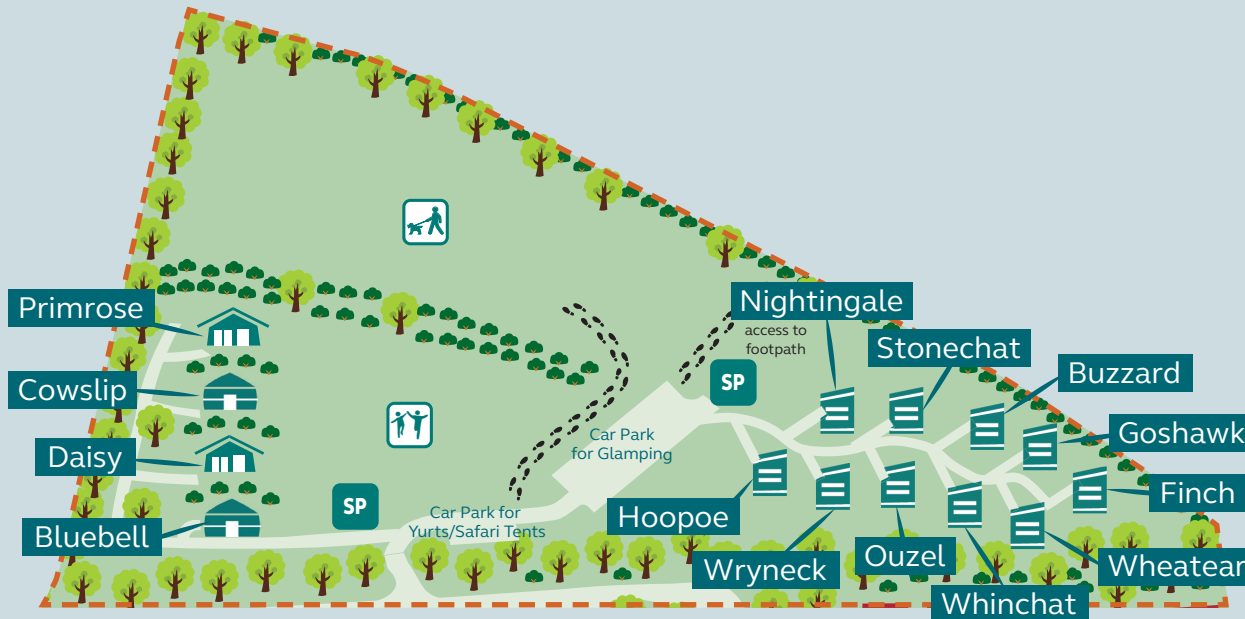 Nightingale
Primrose
access to
footpath
Stonechat
Buzzard
SP
Cowslip
Goshawk
Car Park
for Glamping
Daisy
Finch
SP
Hoopoe
Car Park for
Yurts/Safari Tents
Bluebell
Ouzel
Wryneck
Wheatear
Whinchat